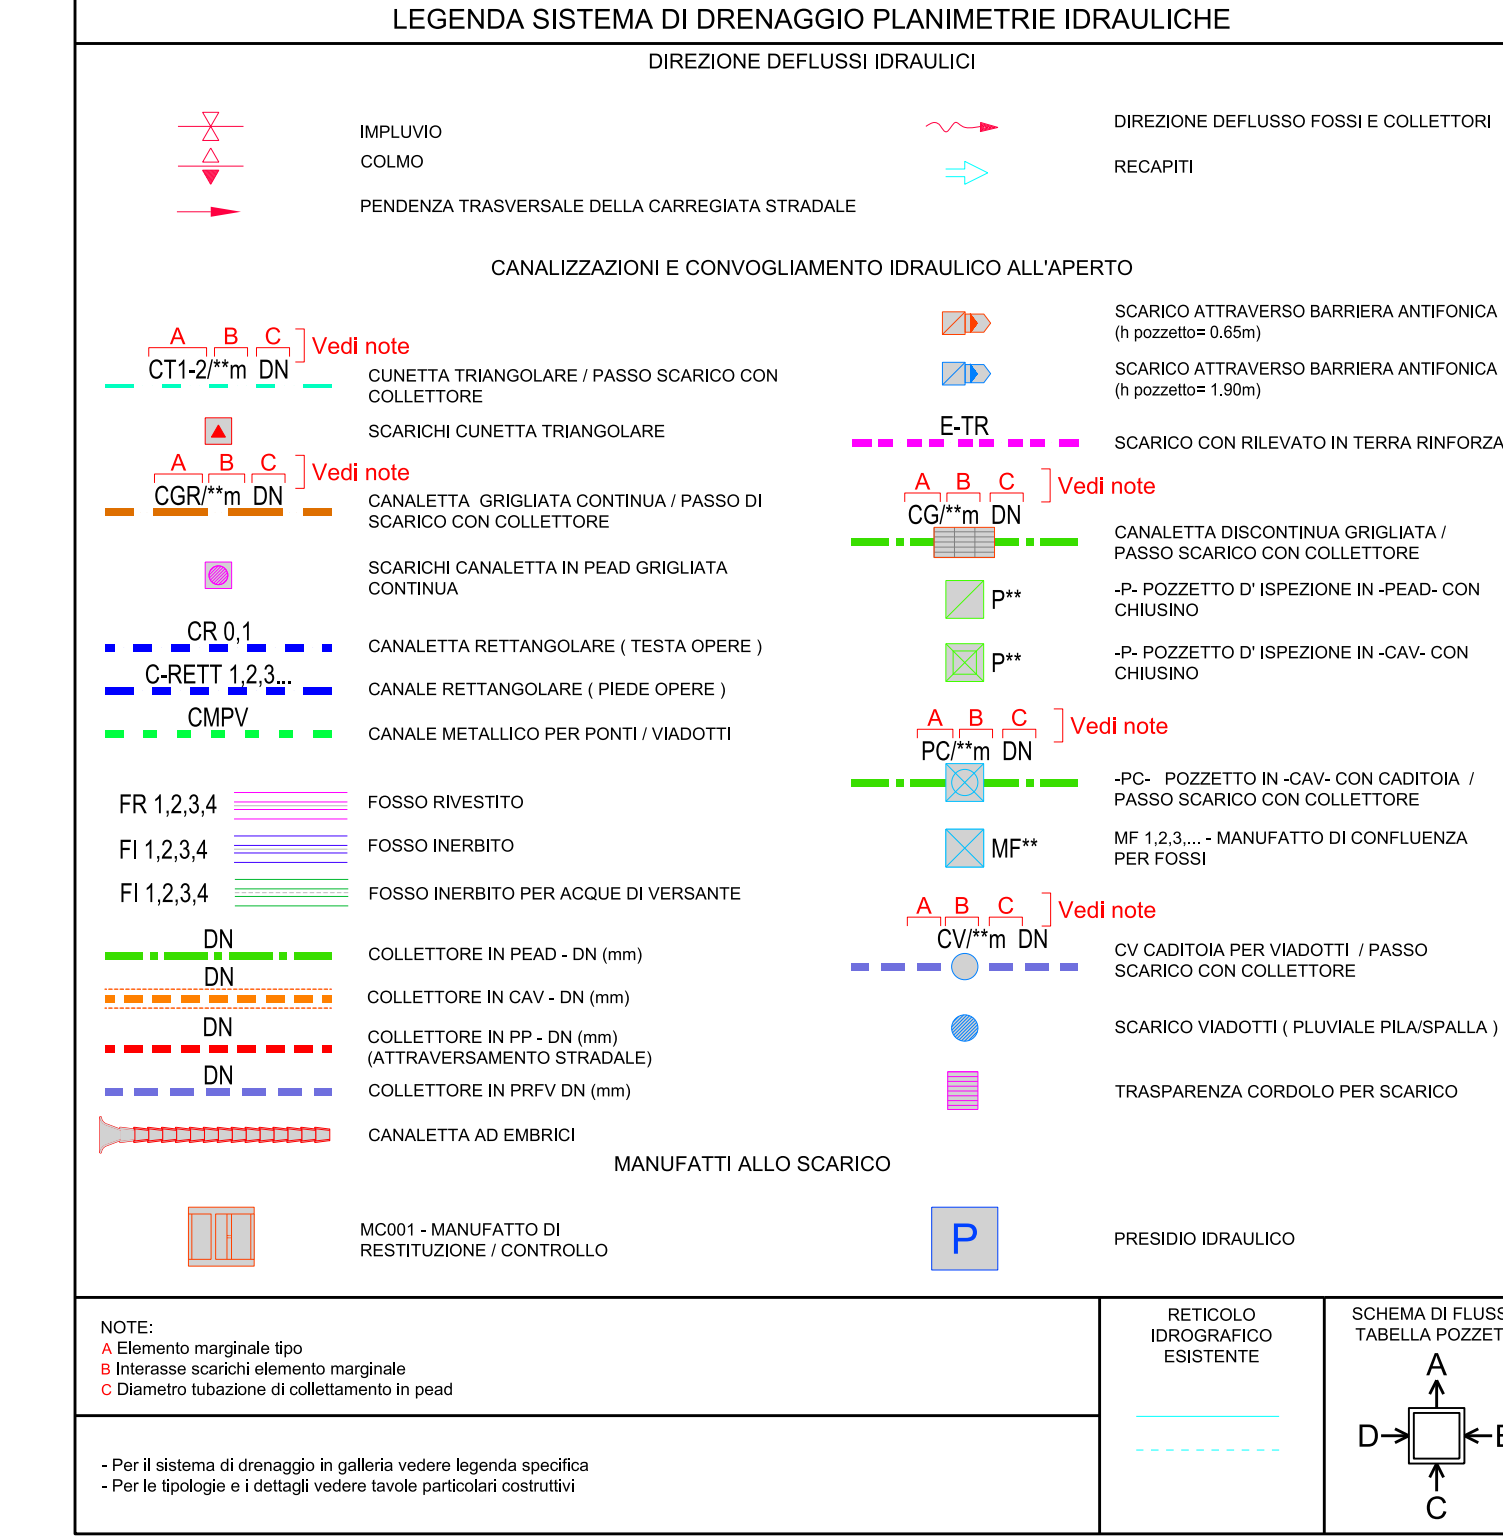 LEGENDA SISTEMA DI DRENAGGIO PLANIMETRIE IDRAULICHE
DIREZIONE DEFLUSSI IDRAULICI
IMPLUVIO
COLMO
PENDENZA TRASVERSALE DELLA CARREGIATA STRADALE
DIREZIONE DEFLUSSO FOSSI E COLLETTORI
RECAPITI
CANALIZZAZIONI E CONVOGLIAMENTO IDRAULICO ALL'APERTO
A B C Vedi note
CT1-2/**m DN
CUNETTA TRIANGOLARE / PASSO SCARICO CON
COLLETTORE
SCARICHI CUNETTA TRIANGOLARE
A B C Vedi note
CGR/**m DN
CANALETTA GRIGLIATA CONTINUA / PASSO DI
SCARICO CON COLLETTORE
SCARICHI CANALETTA IN PEAD GRIGLIATA
CONTINUA
CR 0,1
CANALETTA RETTANGOLARE ( TESTA OPERE )
C-RETT 1,2,3...
CANALE RETTANGOLARE ( PIEDE OPERE )
CMPV
CANALE METALLICO PER PONTI / VIADOTTI
FR 1,2,3,4
FOSSO RIVESTITO
FI 1,2,3,4
FOSSO INERBITO
FI 1,2,3,4
FOSSO INERBITO PER ACQUE DI VERSANTE
DN
COLLETTORE IN PEAD - DN (mm)
DN
COLLETTORE IN CAV - DN (mm)
DN
COLLETTORE IN PP - DN (mm)
(ATTRAVERSAMENTO STRADALE)
DN
COLLETTORE IN PRFV DN (mm)
CANALETTA AD EMBRICI
SCARICO ATTRAVERSO BARRIERA ANTIFONICA
(h pozzetto= 0.65m)
SCARICO ATTRAVERSO BARRIERA ANTIFONICA
(h pozzetto= 1.90m)
E-TR
SCARICO CON RILEVATO IN TERRA RINFORZA
A B C Vedi note
CG/**m DN
CANALETTA DISCONTINUA GRIGLIATA /
PASSO SCARICO CON COLLETTORE
P**
-P- POZZETTO D' ISPEZIONE IN -PEAD- CON
CHIUSINO
P**
-P- POZZETTO D' ISPEZIONE IN -CAV- CON
CHIUSINO
A B C Vedi note
PC/**m DN
-PC- POZZETTO IN -CAV- CON CADITOIA /
PASSO SCARICO CON COLLETTORE
MF**
MF 1,2,3,... - MANUFATTO DI CONFLUENZA
PER FOSSI
A B C Vedi note
CV/**m DN
CV CADITOIA PER VIADOTTI / PASSO
SCARICO CON COLLETTORE
SCARICO VIADOTTI ( PLUVIALE PILA/SPALLA )
TRASPARENZA CORDOLO PER SCARICO
MANUFATTI ALLO SCARICO
MC001 - MANUFATTO DI
RESTITUZIONE / CONTROLLO
P
PRESIDIO IDRAULICO
NOTE:
A Elemento marginale tipo
B Interasse scarichi elemento marginale
C Diametro tubazione di collettamento in pead
- Per il sistema di drenaggio in galleria vedere legenda specifica
- Per le tipologie e i dettagli vedere tavole particolari costruttivi
RETICOLO
IDROGRAFICO
ESISTENTE
SCHEMA DI FLUSS
TABELLA POZZET
A
D
C